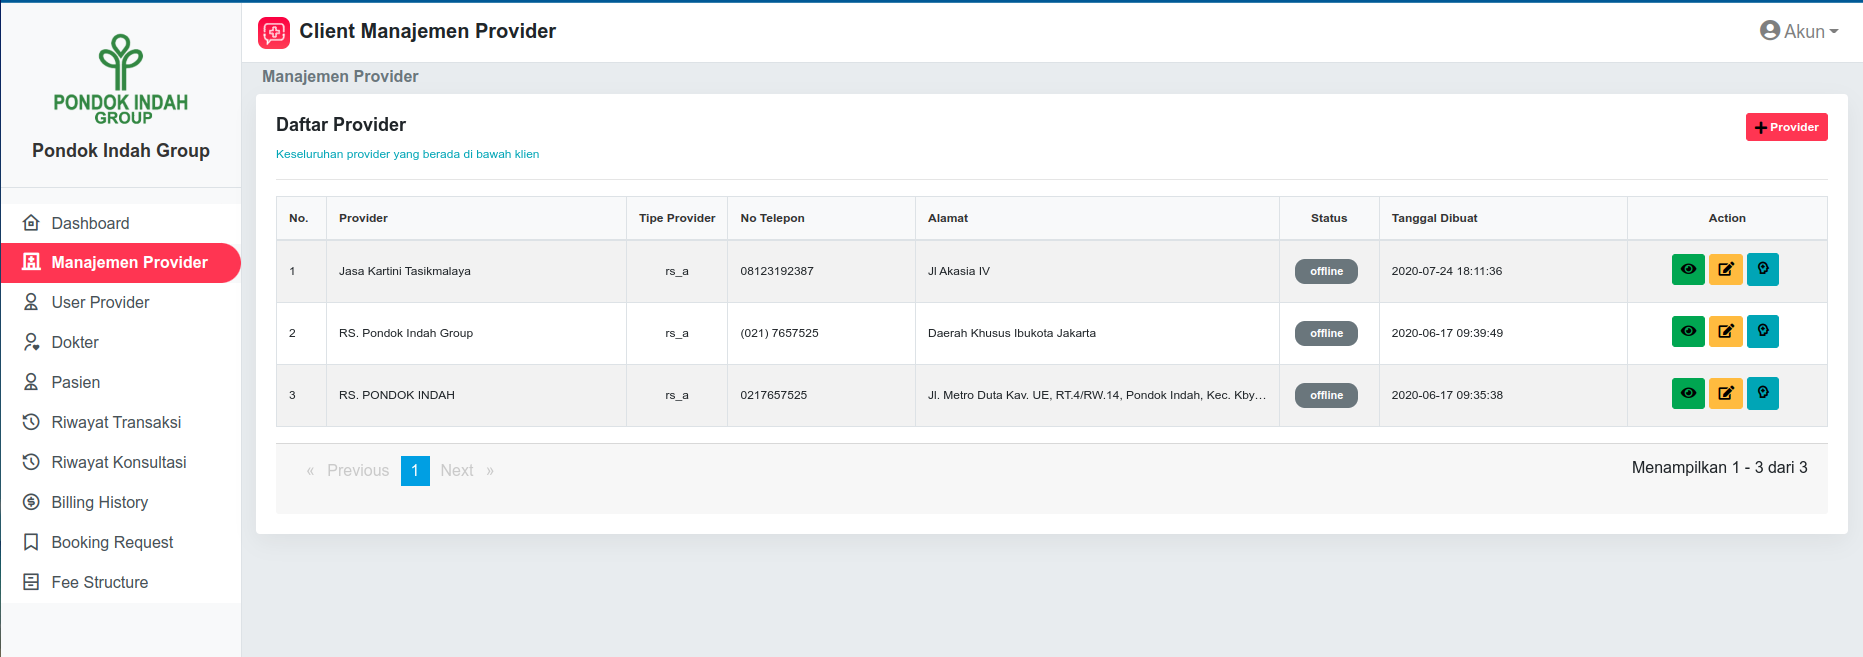 PONDOK INDAH
GROUP
Pondok Indah Group
Dashboard
Manajemen Provider
User Provider
Dokter
Pasien
Riwayat Transaksi
Riwayat Konsultasi
Billing History
Booking Request
Fee Structure
Client Manajemen Provider
Akun
Manajemen Provider
Daftar Provider
Provider
Keseluruhan provider yang berada di bawah klien
No. Provider Tipe Provider No Telepon Alamat Status Tanggal Dibuat Action
1 Jasa Kartini Tasikmalaya rs_a 08123192387 Jl Akasia IV offline 2020-07-24 18:11:36
2 RS. Pondok Indah Group rs_a (021) 7657525 Daerah Khusus Ibukota Jakarta offline 2020-06-17 09:39:49
3 RS. PONDOK INDAH rs_a 0217657525 Jl. Metro Duta Kav. UE, RT.4/RW.14, Pondok Indah, Kec. Kby... offline 2020-06-17 09:35:38
« Previous 1 Next »
Menampilkan 1 - 3 dari 3